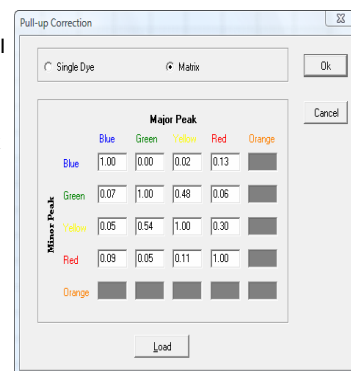 Pull-up Correction
Single Dye Matrix Ok
Cancel
Major Peak
Blue Green Yellow Red Orange
Minor Peak
Blue 1.00 0.00 0.02 0.13
Green 0.07 1.00 0.48 0.06
Yellow 0.05 0.54 1.00 0.30
Red 0.09 0.05 0.11 1.00
Orange
Load